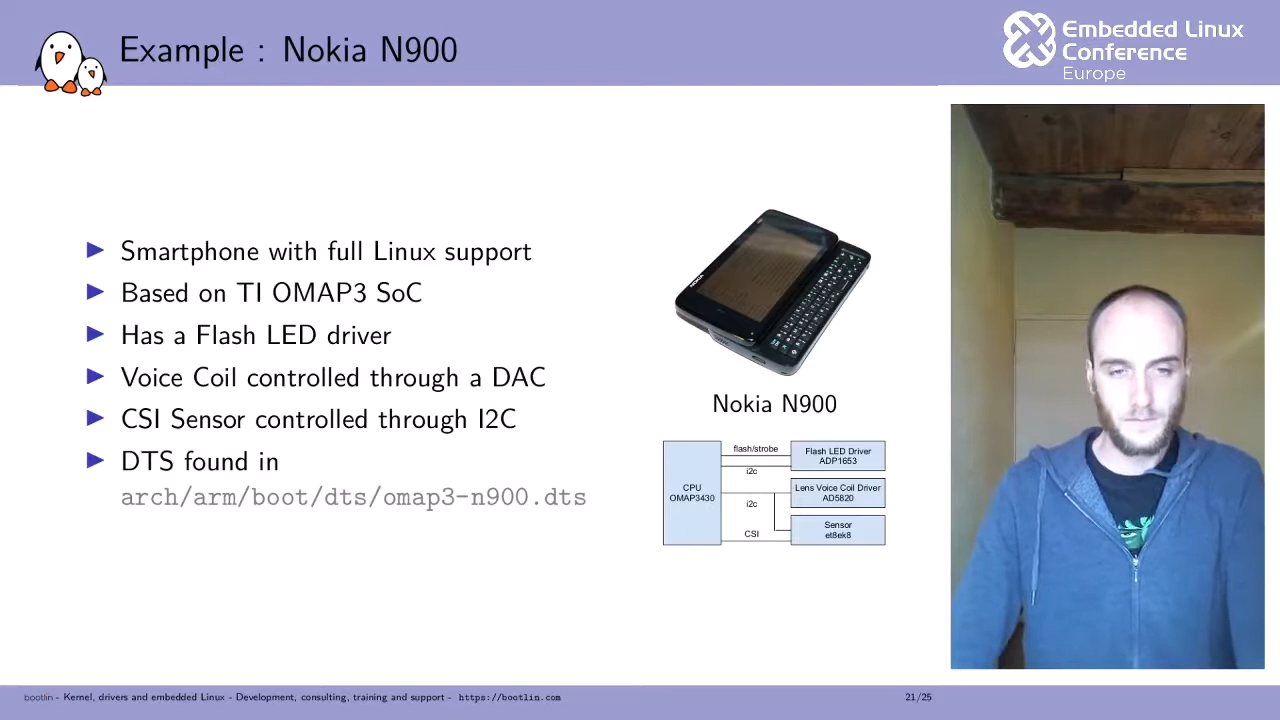 Example : Nokia N900
Embedded Linux
Conference
Europe
Smartphone with full Linux support
Based on TI OMAP3 SoC
Has a Flash LED driver
Voice Coil controlled through a DAC
CSI Sensor controlled through I2C
DTS found in
arch/arm/boot/dts/omap3-n900.dts
NOKIA
Nokia N900
CPU
OMAP3430
flash/strobe
i2c
i2c
CSI
Flash LED Driver
ADP1653
Lens Voice Coil Driver
AD5820
Sensor
et8ek8
bootlin - Kernel, drivers and embedded Linux - Development, consulting, training and support - https://bootlin.com
21/25